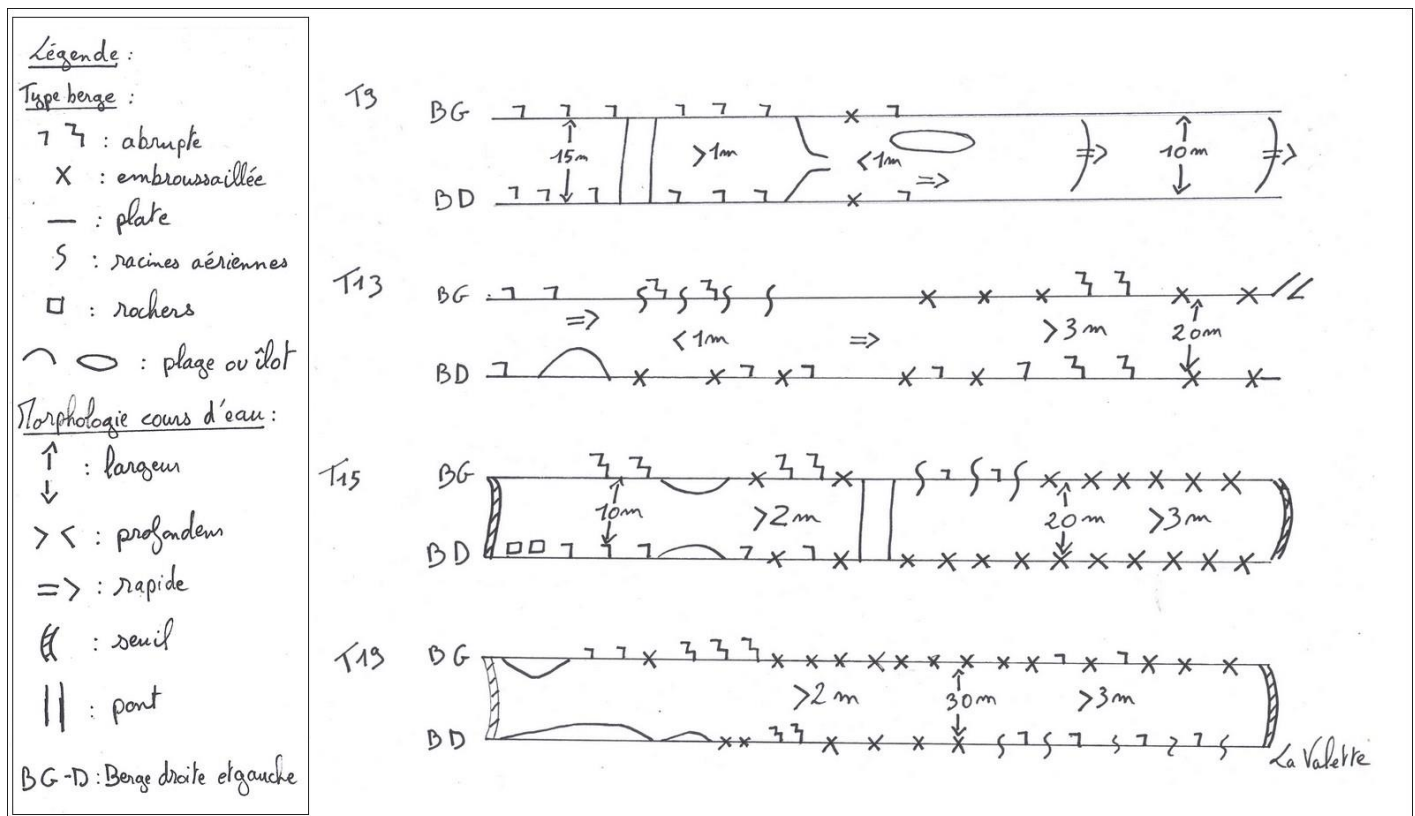 Légende :
Type berge :
: abrupte
X : embroussaillée
— : plate
: racines aériennes
: rochers
: plage ou îlot
Morphologie cours d'eau :
: largeur
> < : profondeur
=> : rapide
: seuil
|| : pont
BG-D : Berge droite et gauche
T9
BG
15m
>1m
<1m
=>
=>
10m
=>
BD
T13
BG
=>
<1m
=>
>3m
20m
BD
T15
BG
10m
>2m
20m
>3m
BD
T19
BG
>2m
30m
>3m
BD
La Valette